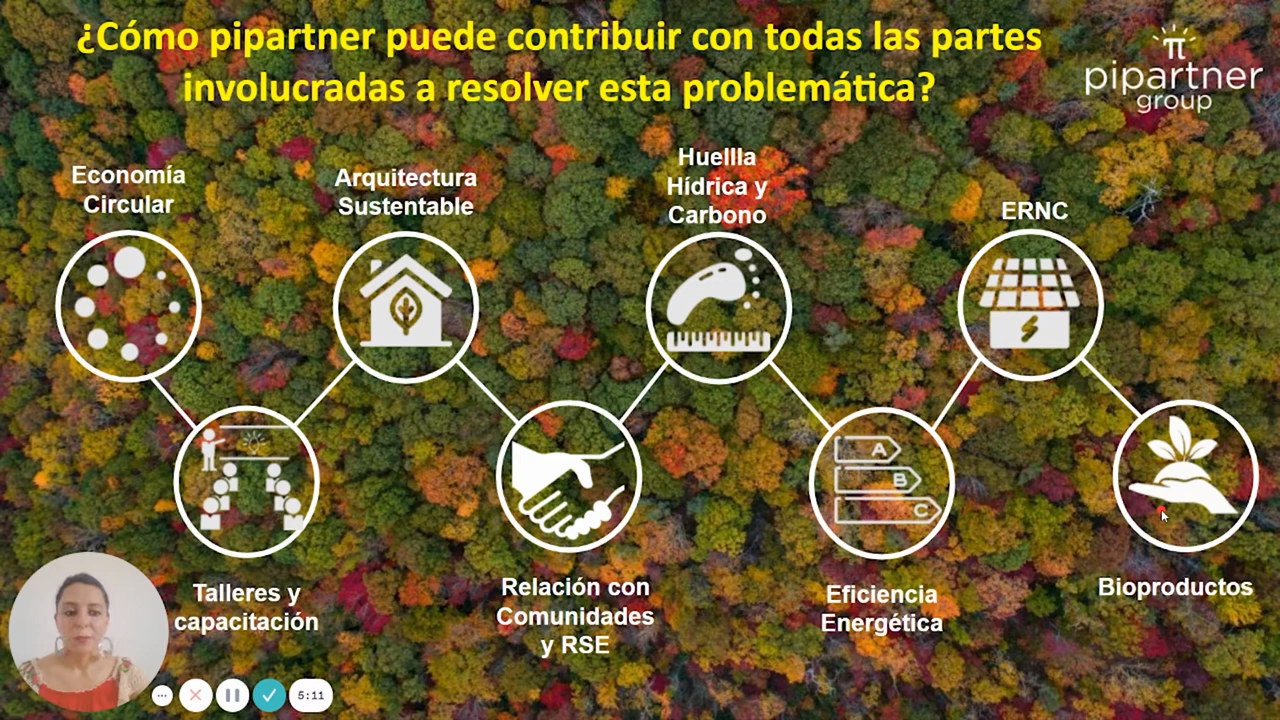 ¿Cómo pipartner puede contribuir con todas las partes
involucradas a resolver esta problemática?
π
pipartner
group
Economía
Circular
Arquitectura
Sustentable
Huellla
Hídrica y
Carbono
ERNC
A
B
C
Talleres y
capacitación
Relación con
Comunidades
y RSE
Eficiencia
Energética
Bioproductos
5:11